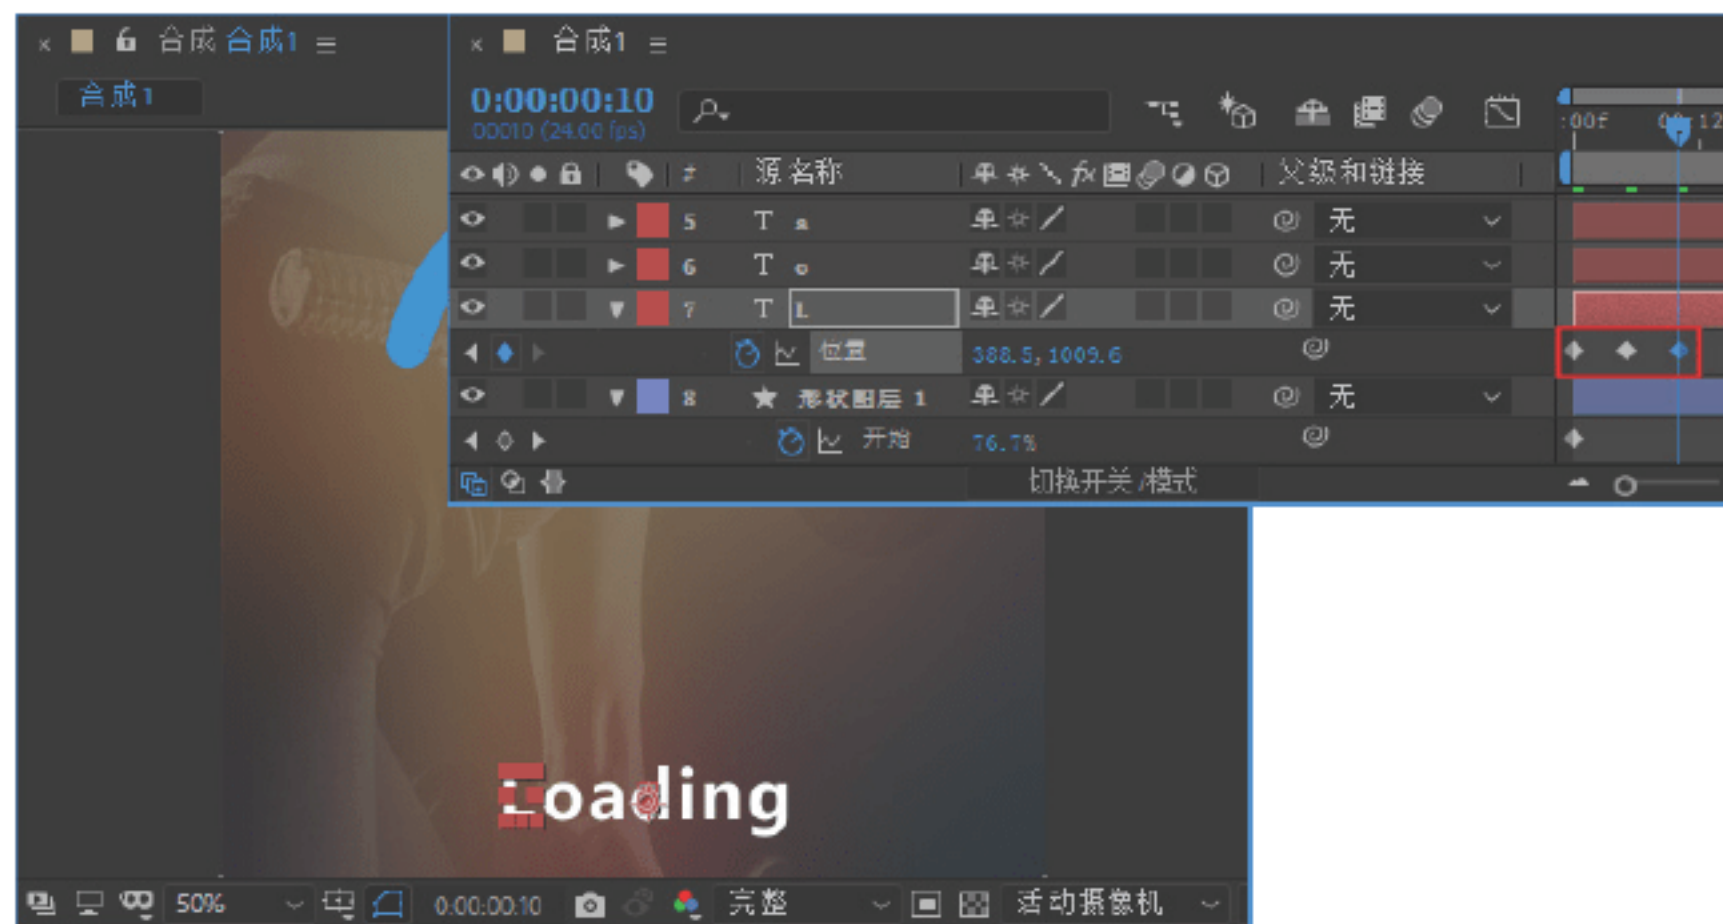 合成 合成1
合成1
合成1
0:00:00:10
00010 (24.00 fps)
:00f
# 源名称 fx 父级和链接
5 T a 无
6 T o 无
7 T L 无
位置 388.5, 1009.6
8 形状图层 1 无
开始 76.7%
切换开关/模式
Loading
50% 0:00:00:10 完整 活动摄像机